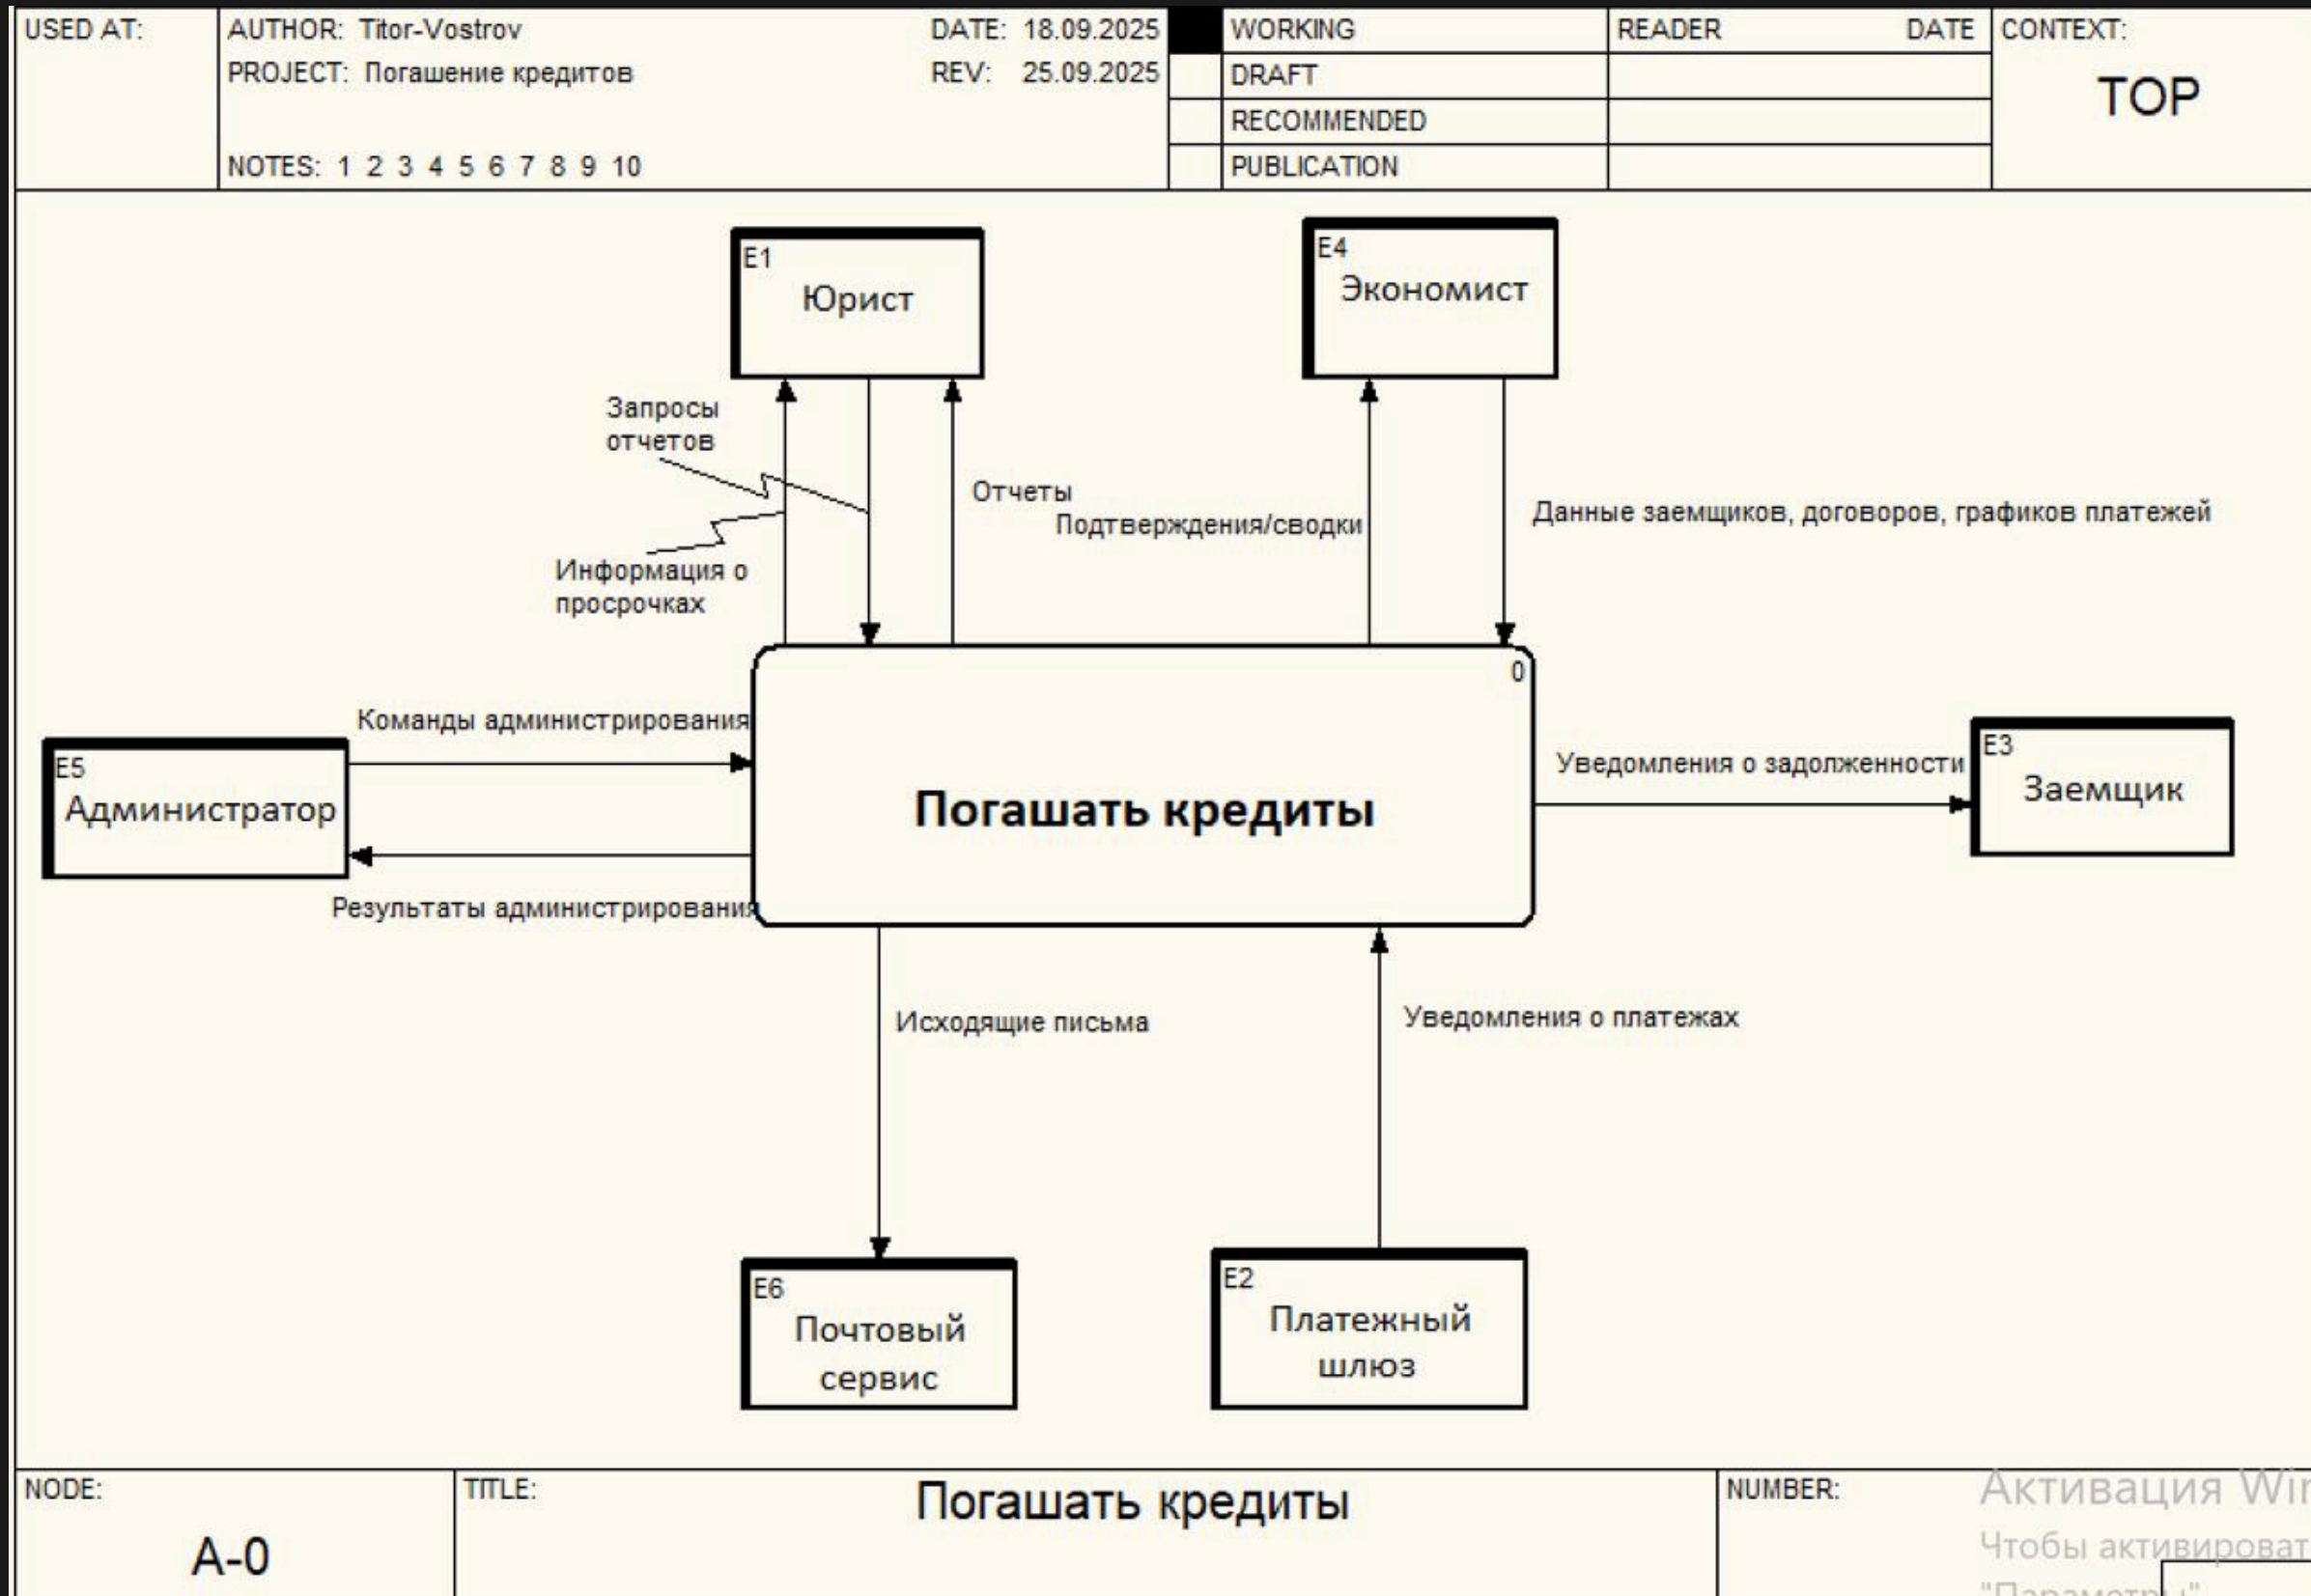 USED AT:
AUTHOR: Titor-Vostrov
DATE: 18.09.2025
PROJECT: Погашение кредитов
REV: 25.09.2025
NOTES: 1 2 3 4 5 6 7 8 9 10
WORKING
DRAFT
RECOMMENDED
PUBLICATION
READER
DATE
CONTEXT:
TOP
E1
Юрист
E4
Экономист
Запросы
отчетов
Отчеты
Подтверждения/сводки
Данные заемщиков, договоров, графиков платежей
Информация о
просрочках
0
Команды администрирования
E5
Администратор
Погашать кредиты
Уведомления о задолженности
E3
Заемщик
Результаты администрирования
Исходящие письма
Уведомления о платежах
E6
Почтовый
сервис
E2
Платежный
шлюз
NODE:
A-0
TITLE:
Погашать кредиты
NUMBER:
Активация Win
Чтобы активироват